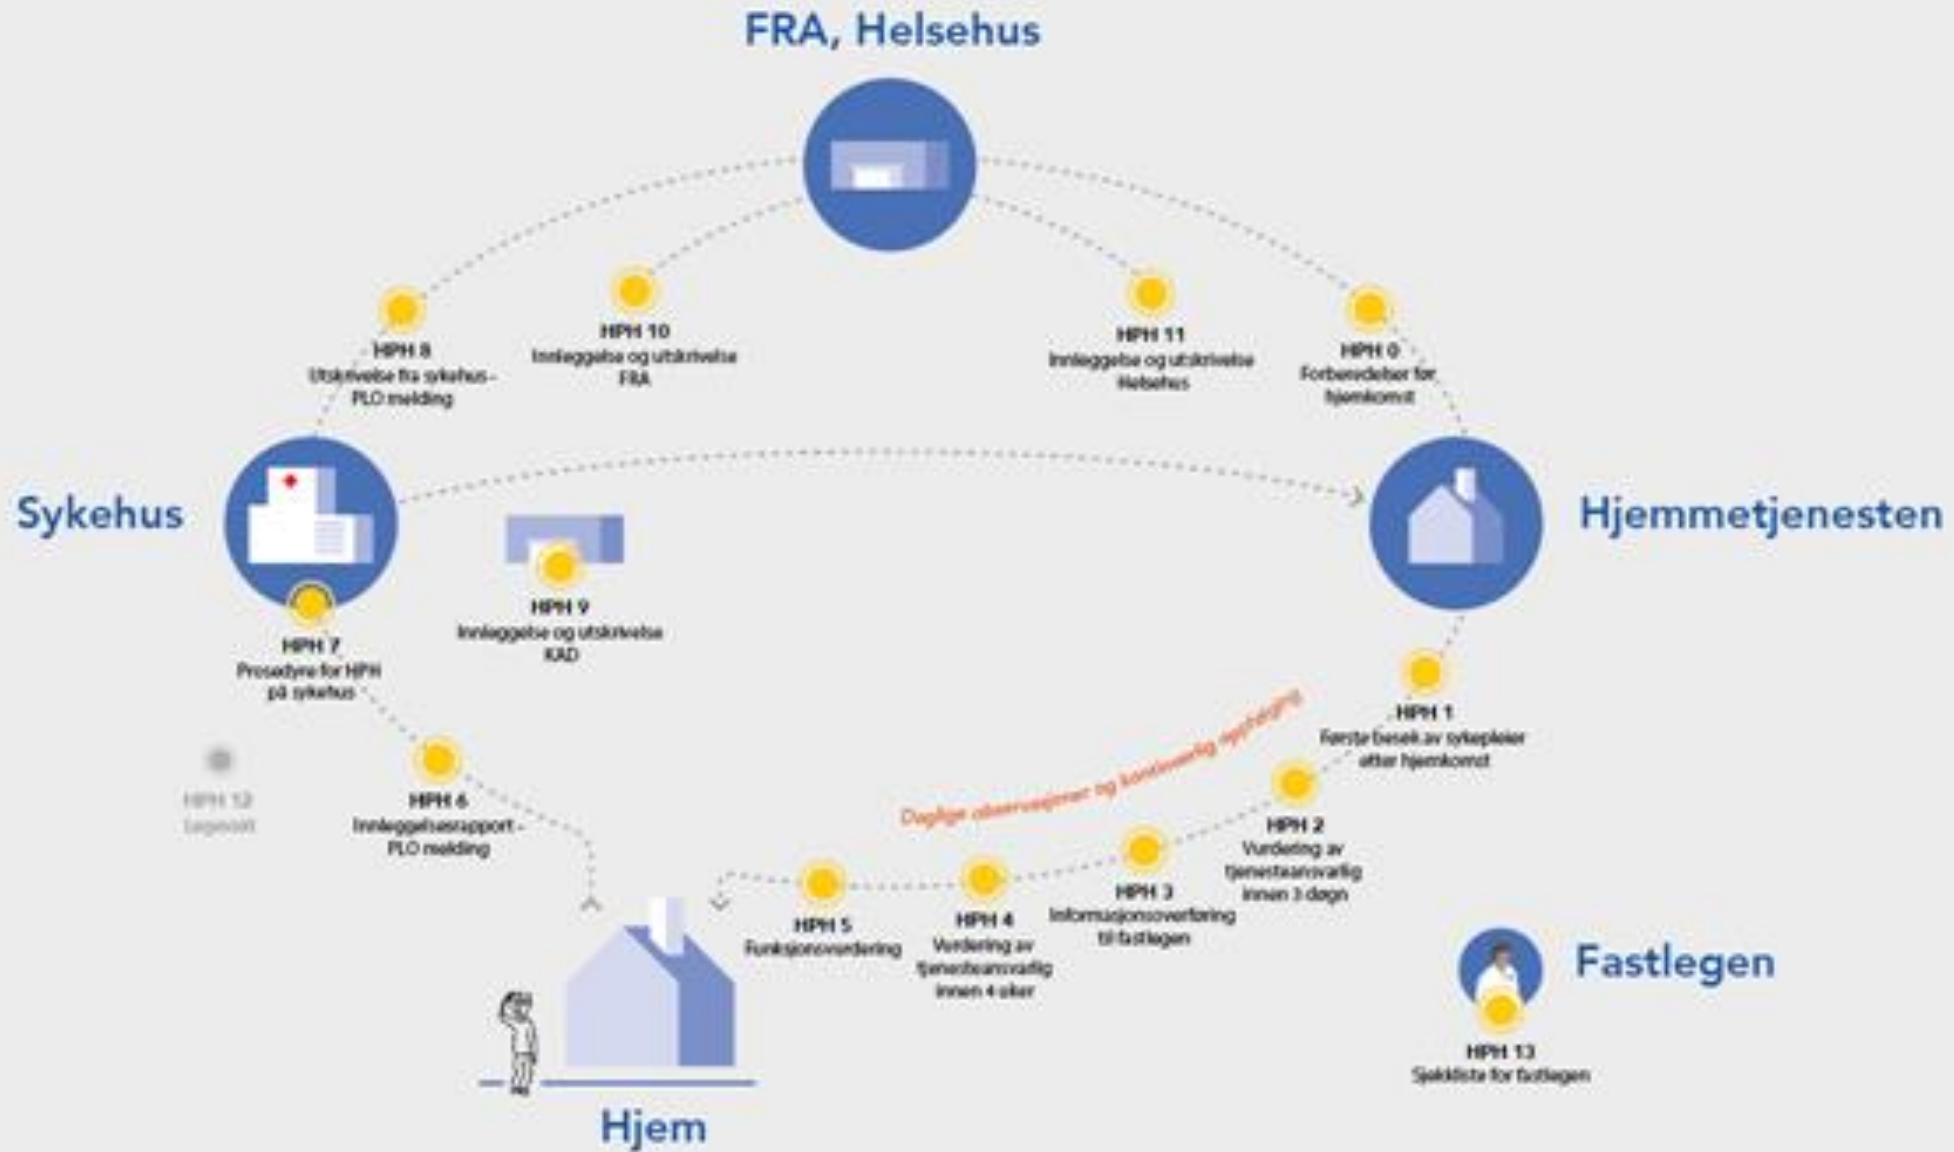 FRA, Helsehus
HPH 8
Utskrivelse fra sykehus -
PLO melding
HPH 10
Innleggelse og utskrivelse
FRA
HPH 11
Innleggelse og utskrivelse
Helsehus
HPH 0
Forberedelser før
hjemkomst
Sykehus
Hjemmetjenesten
HPH 9
Innleggelse og utskrivelse
KAD
HPH 7
Prosedyre for HPH
på sykehus
HPH 1
Første besøk av sykepleier
etter hjemkomst
Daglige observasjoner og kontinuerlig oppfølging
HPH 12
HPH 6
Innleggelsesrapport -
PLO melding
HPH 2
Vurdering av
tjenesteansvarlig
innen 3 døgn
HPH 3
Informasjonsoverføring
til fastlegen
HPH 4
Vurdering av
tjenesteansvarlig
innen 4 uker
HPH 5
Funksjonsvurdering
Fastlegen
HPH 13
Sjekkliste for fastlegen
Hjem